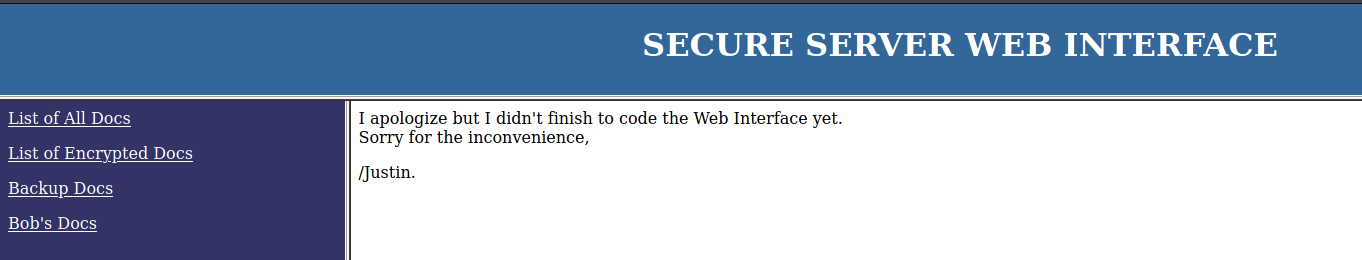 SECURE SERVER WEB INTERFACE
List of All Docs
List of Encrypted Docs
Backup Docs
Bob's Docs
I apologize but I didn't finish to code the Web Interface yet.
Sorry for the inconvenience,
/Justin.